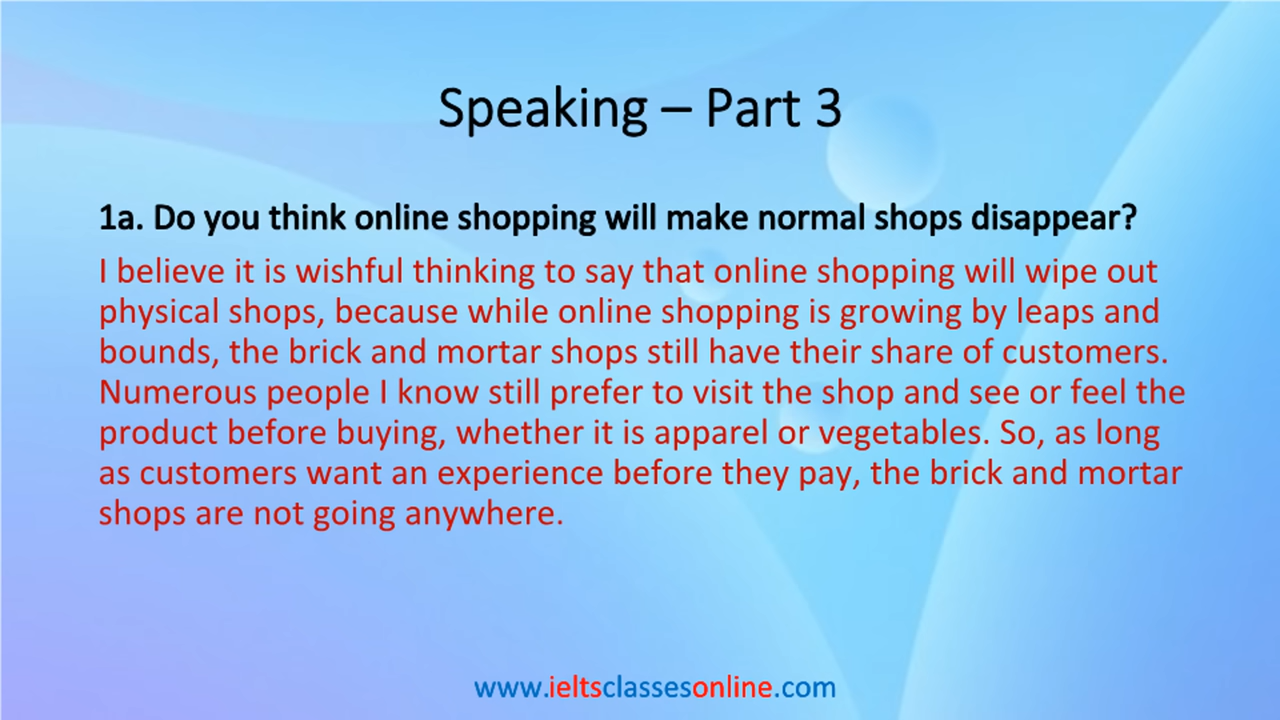 Speaking – Part 3
1a. Do you think online shopping will make normal shops disappear?
I believe it is wishful thinking to say that online shopping will wipe out
physical shops, because while online shopping is growing by leaps and
bounds, the brick and mortar shops still have their share of customers.
Numerous people I know still prefer to visit the shop and see or feel the
product before buying, whether it is apparel or vegetables. So, as long
as customers want an experience before they pay, the brick and mortar
shops are not going anywhere.
www.ieltsclassesonline.com